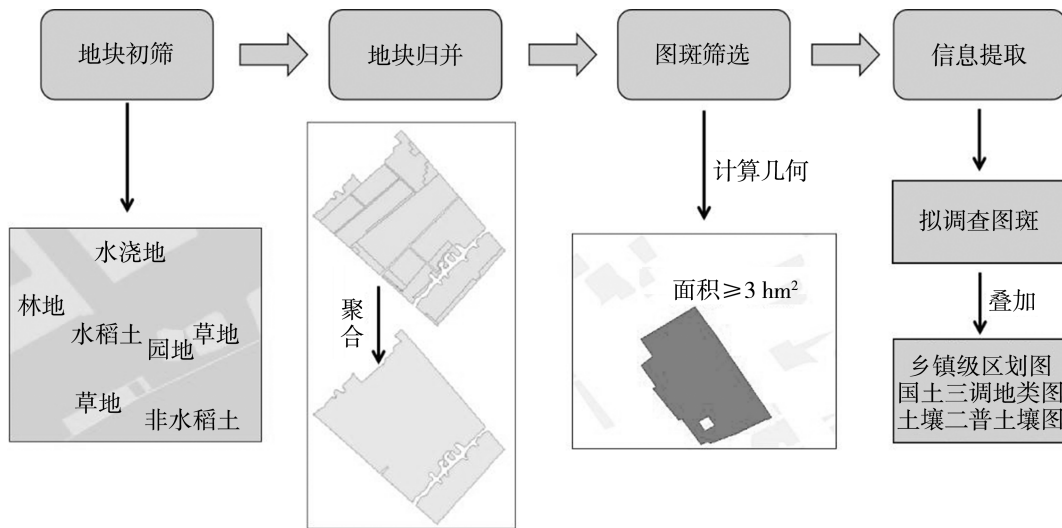 地块初筛
地块归并
图斑筛选
信息提取
水浇地
林地
水稻土
园地
草地
草地
非水稻土
聚合
计算几何
面积≥3 hm²
拟调查图斑
叠加
乡镇级区划图
国土三调地类图
土壤二普土壤图